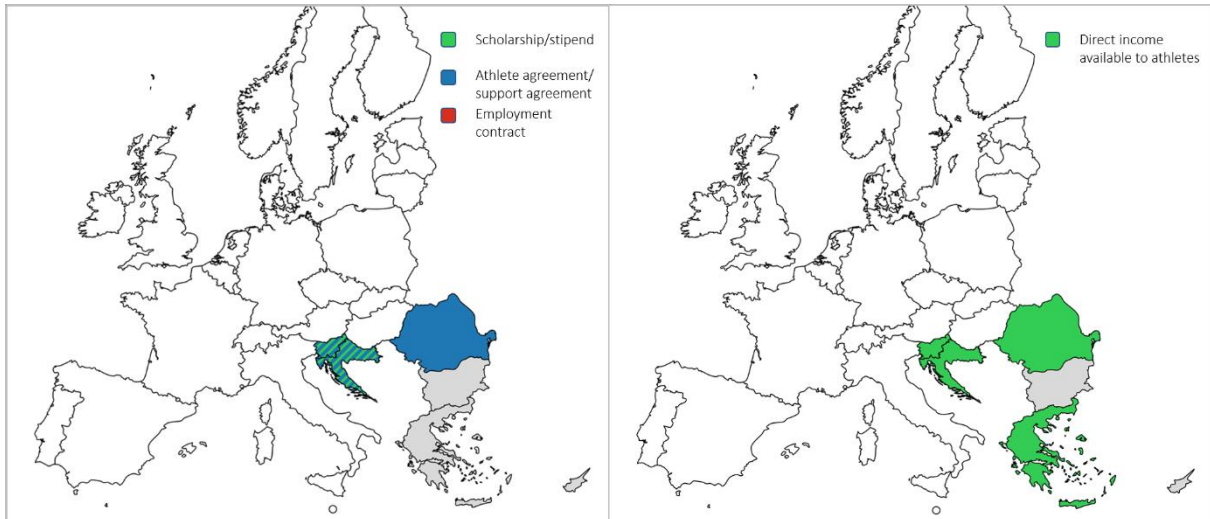 Scholarship/stipend
Athlete agreement/
support agreement
Employment
contract
Direct income
available to athletes